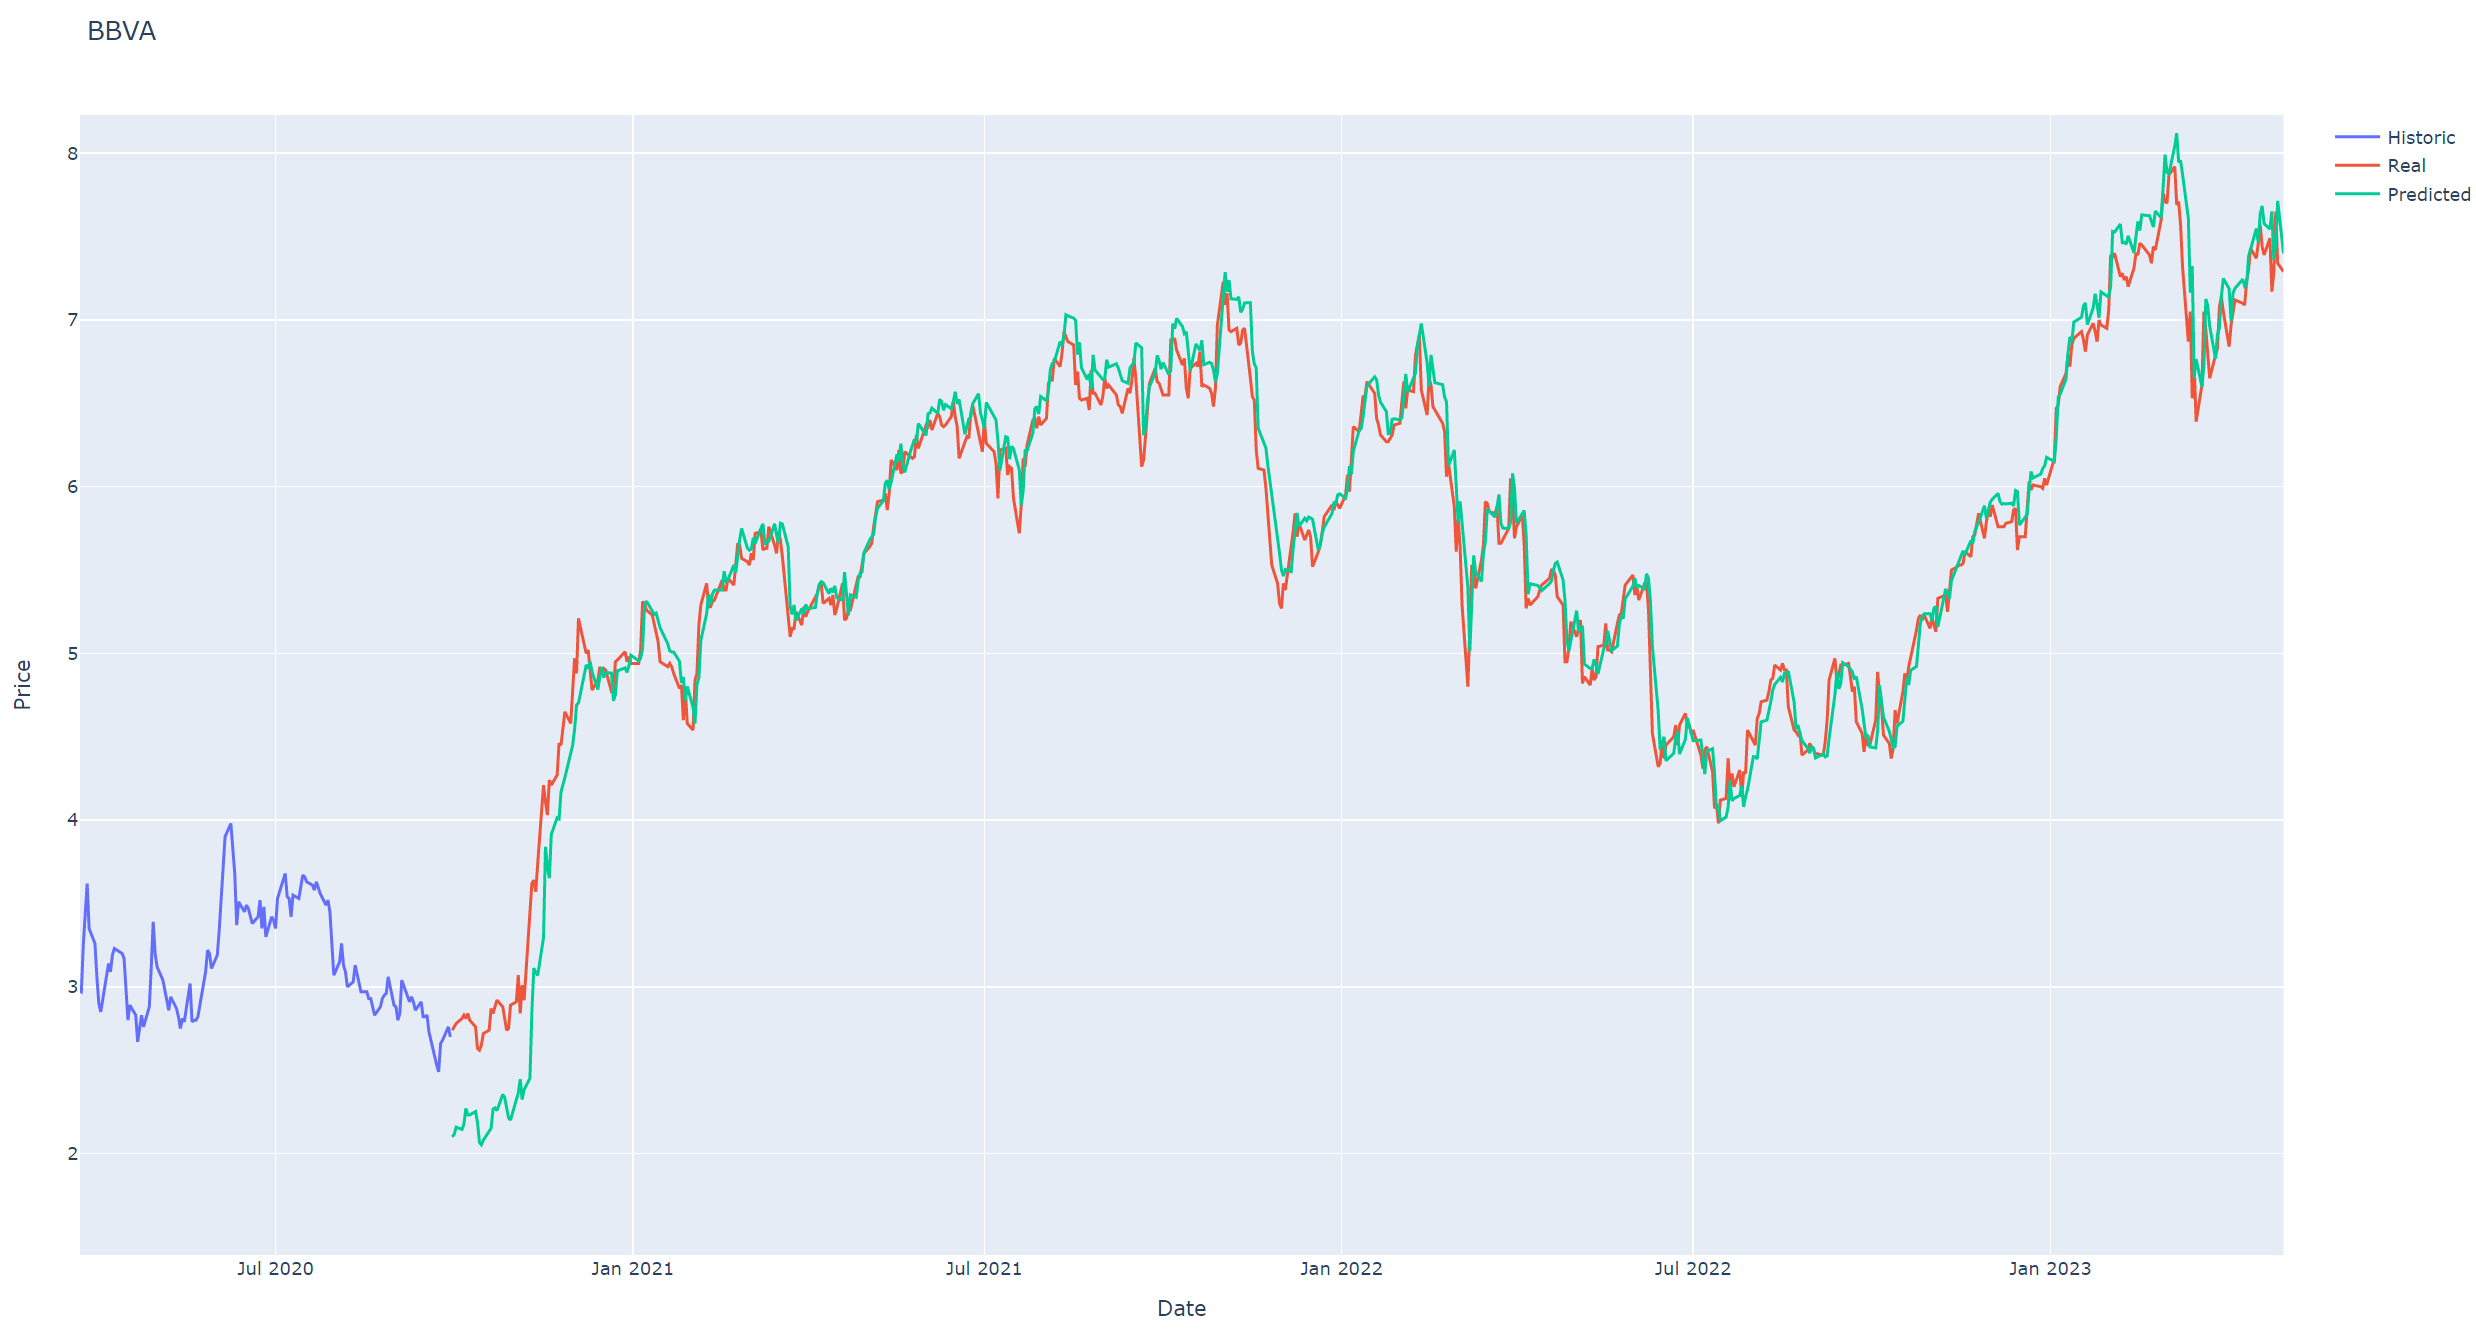 BBVA
Historic
Real
Predicted
8
7
6
5
4
3
2
Price
Jul 2020
Jan 2021
Jul 2021
Jan 2022
Jul 2022
Jan 2023
Date